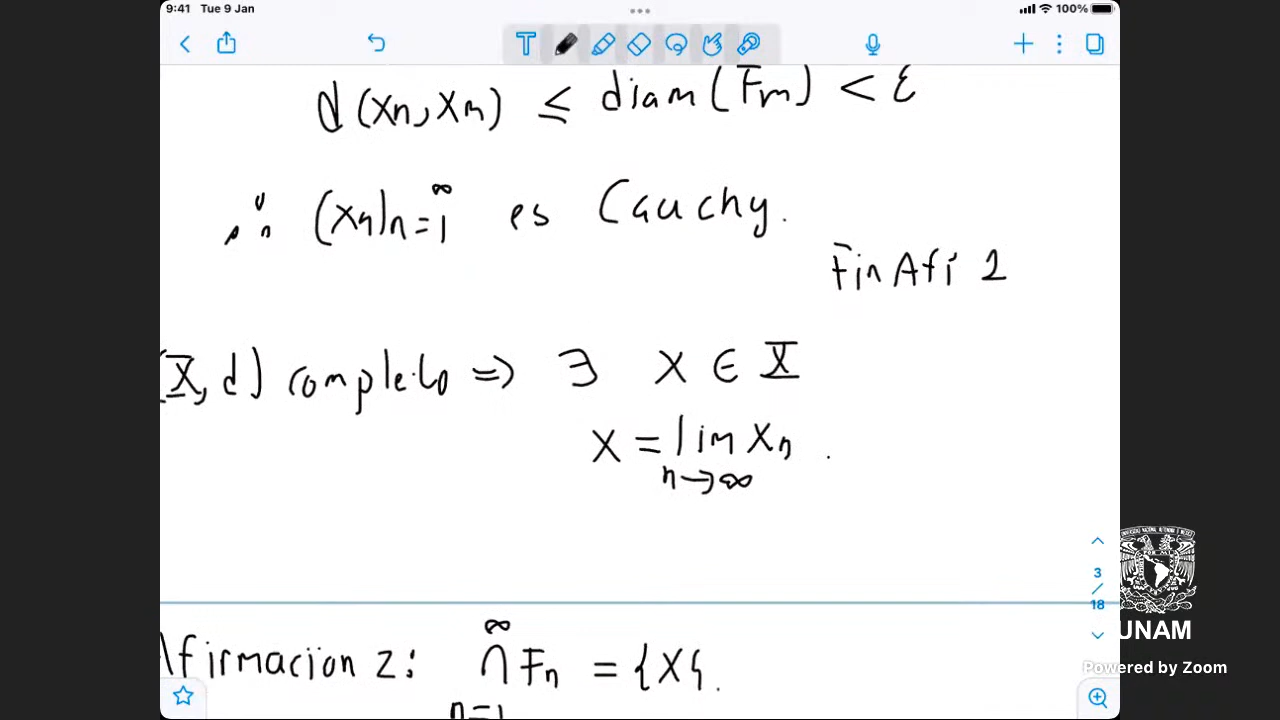 9:41 Tue 9 Jan
100%
d(xn, xm) ≤ diam(Fm) < ε
∴ (xn)n=1^∞ es Cauchy.
Fin Afi 1
(X, d) completo ⇒ ∃ x ∈ X
x = lim xn .
n→∞
3
/
18
UNAM
Powered by Zoom
Afirmacion 2: ∞ ∩ Fn = {x}.
n=1